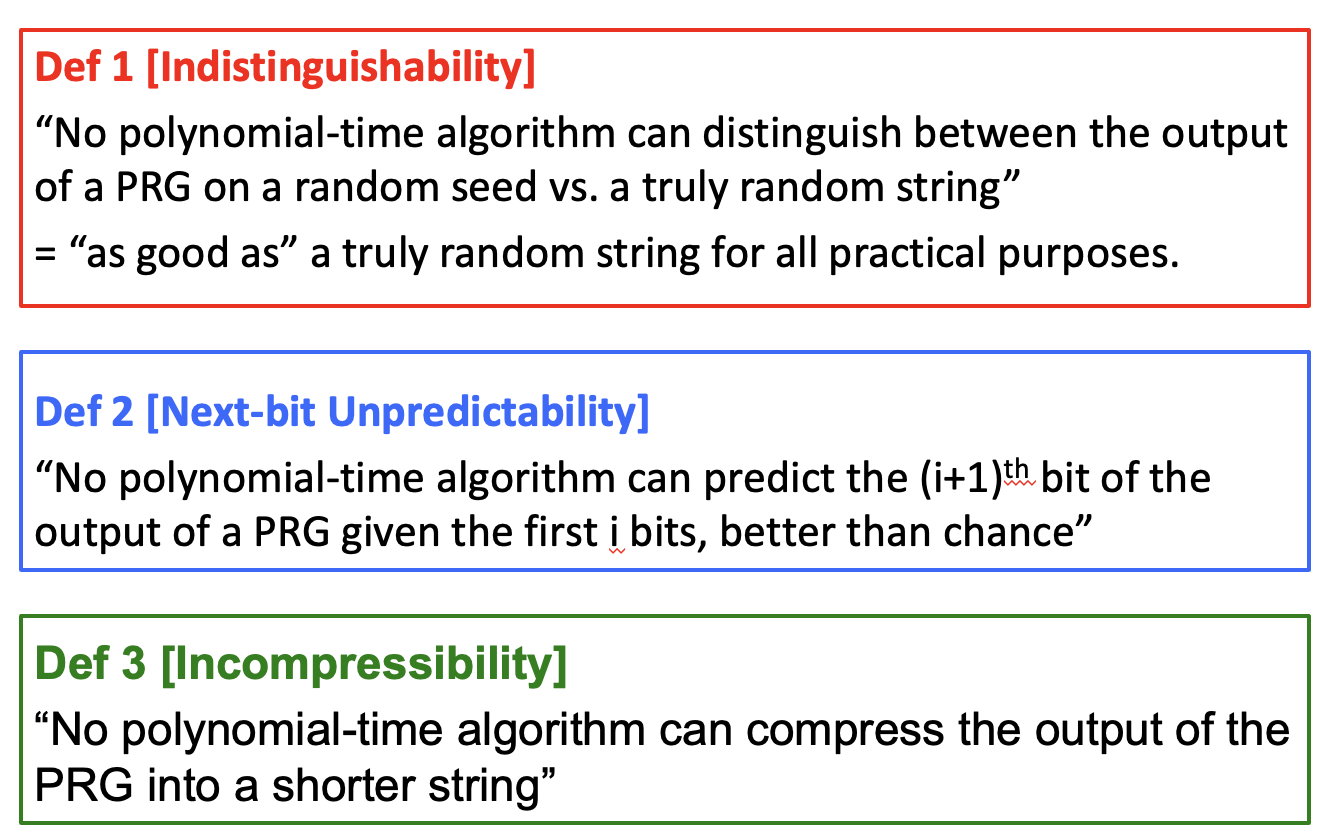 Def 1 [Indistinguishability]
“No polynomial-time algorithm can distinguish between the output
of a PRG on a random seed vs. a truly random string”
= “as good as” a truly random string for all practical purposes.
Def 2 [Next-bit Unpredictability]
“No polynomial-time algorithm can predict the (i+1)th bit of the
output of a PRG given the first i bits, better than chance”
Def 3 [Incompressibility]
“No polynomial-time algorithm can compress the output of the
PRG into a shorter string”